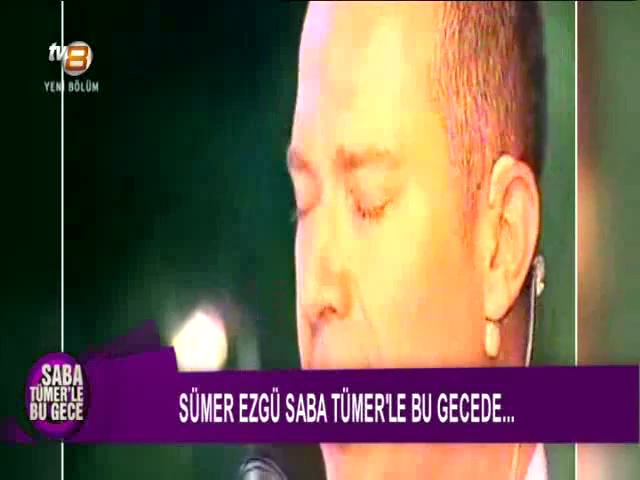 tv8
YENİ BÖLÜM
SABA
TÜMER'LE
BU GECE
SÜMER EZGÜ SABA TÜMER'LE BU GECEDE...